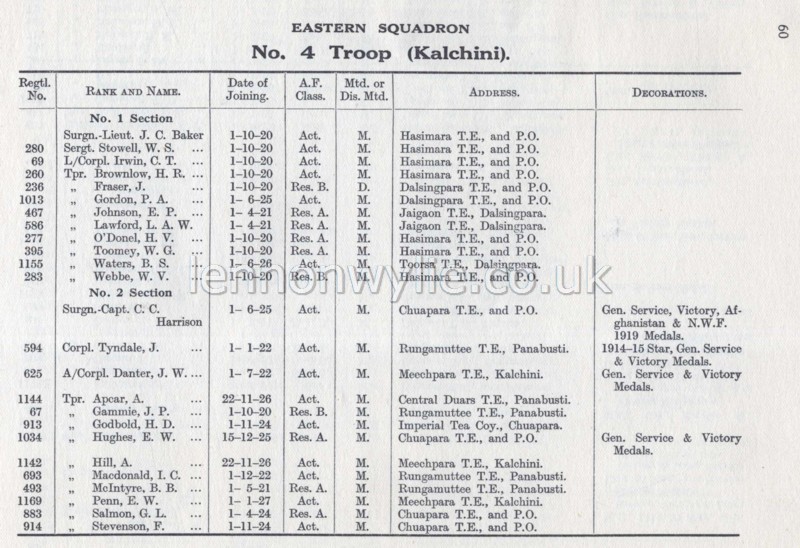 60
EASTERN SQUADRON
No. 4 Troop (Kalchini).
Regtl. No. RANK AND NAME. Date of Joining. A.F. Class. Mtd. or Dis. Mtd. ADDRESS. DECORATIONS.
No. 1 Section
Surgn.-Lieut. J. C. Baker 1-10-20 Act. M. Hasimara T.E., and P.O.
280 Sergt. Stowell, W. S. ... 1-10-20 Act. M. Hasimara T.E., and P.O.
69 L/Corpl. Irwin, C. T. ... 1-10-20 Act. M. Hasimara T.E., and P.O.
260 Tpr. Brownlow, H. R. ... 1-10-20 Act. M. Hasimara T.E., and P.O.
236 „ Fraser, J. ... 1-10-20 Res. B. D. Dalsingpara T.E., and P.O.
1013 „ Gordon, P. A. ... 1- 6-25 Act. M. Dalsingpara T.E., and P.O.
467 „ Johnson, E. P. ... 1- 4-21 Res. A. M. Jaigaon T.E., Dalsingpara.
586 „ Lawford, L. A. W. 1- 4-21 Res. A. M. Jaigaon T.E., Dalsingpara.
277 „ O'Donel, H. V. ... 1-10-20 Res. A. M. Hasimara T.E., and P.O.
395 „ Toomey, W. G. ... 1-10-20 Res. A. M. Hasimara T.E., and P.O.
1155 „ Waters, B. S. ... 1- 6-26 Act. M. Toorsa T.E., Dalsingpara.
283 „ Webbe, W. V. ... 1-10-20 Res. B. M. Hasimara T.E., and P.O.
lennonwylie.co.uk
No. 2 Section
Surgn.-Capt. C. C. 1- 6-25 Act. M. Chuapara T.E., and P.O. Gen. Service, Victory, Af-
Harrison ghanistan & N.W.F.
1919 Medals.
594 Corpl. Tyndale, J. ... 1- 1-22 Act. M. Rungamuttee T.E., Panabusti. 1914-15 Star, Gen. Service
& Victory Medals.
625 A/Corpl. Danter, J. W.... 1- 7-22 Act. M. Meechpara T.E., Kalchini. Gen. Service & Victory
Medals.
1144 Tpr. Apcar, A. ... 22-11-26 Act. M. Central Duars T.E., Panabusti.
67 „ Gammie, J. P. ... 1-10-20 Res. B. M. Rungamuttee T.E., Panabusti.
913 „ Godbold, H. D. ... 1-11-24 Act. M. Imperial Tea Coy., Chuapara.
1034 „ Hughes, E. W. ... 15-12-25 Res. A. M. Chuapara T.E., and P.O. Gen. Service & Victory
Medals.
1142 „ Hill, A. ... 22-11-26 Act. M. Meechpara T.E., Kalchini.
693 „ Macdonald, I. C. ... 1-12-22 Act. M. Rungamuttee T.E., Panabusti.
493 „ McIntyre, B. B. ... 1- 5-21 Res. A. M. Rungamuttee T.E., Panabusti.
1169 „ Penn, E. W. ... 1- 1-27 Act. M. Meechpara T.E., Kalchini.
883 „ Salmon, G. L. ... 1- 4-24 Res. A. M. Chuapara T.E., and P.O.
914 „ Stevenson, F. ... 1-11-24 Act. M. Chuapara T.E., and P.O.